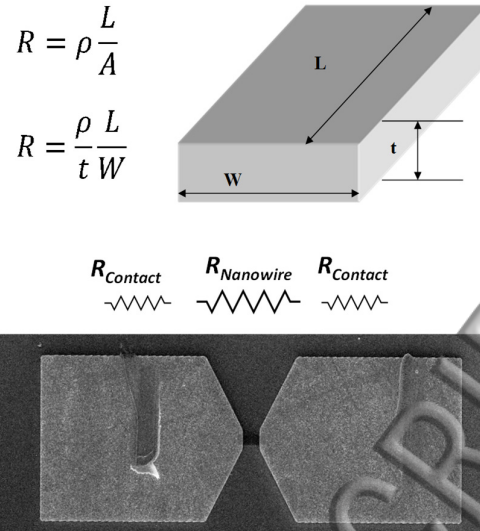 R = ρ L/A
L
R = ρ/t L/W
t
W
R_Contact R_Nanowire R_Contact